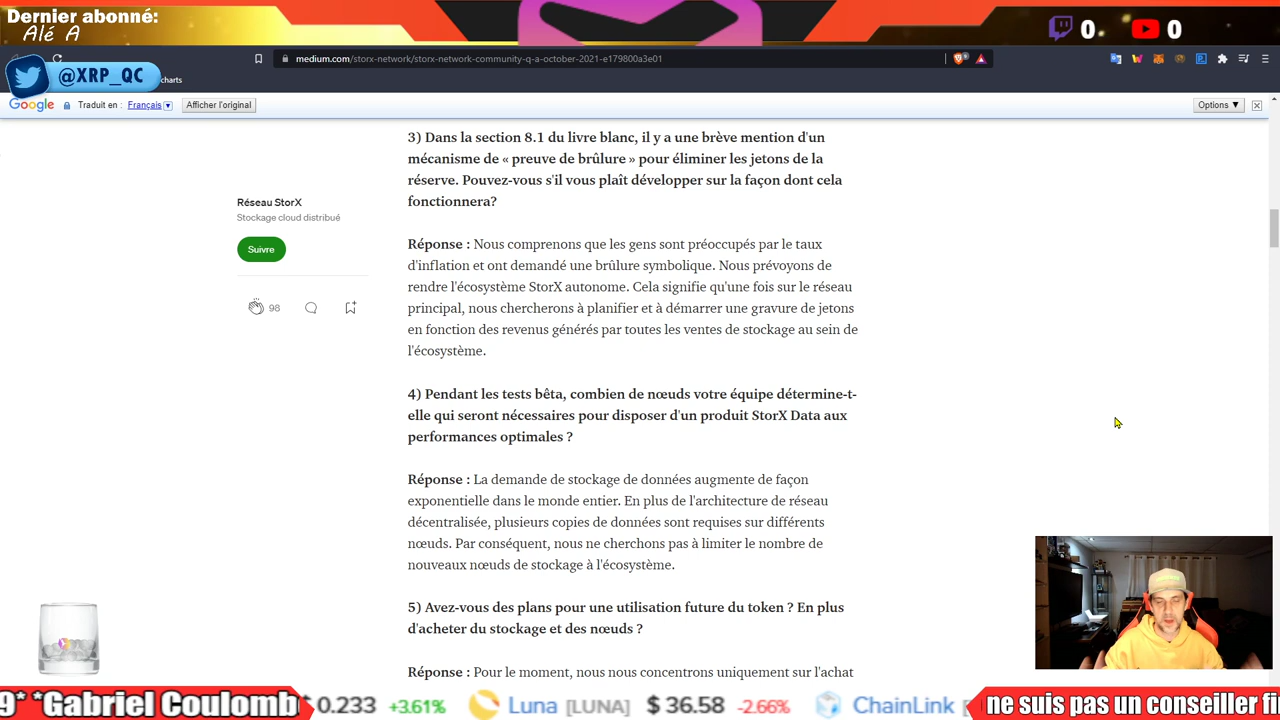 Dernier abonné:
Alé A
0
0
@XRP_QC
charts
medium.com/storx-network/storx-network-community-q-a-october-2021-e179800a3e01
Google
Traduit en : Français
Afficher l'original
Options ▼
3) Dans la section 8.1 du livre blanc, il y a une brève mention d'un
mécanisme de « preuve de brûlure » pour éliminer les jetons de la
réserve. Pouvez-vous s'il vous plaît développer sur la façon dont cela
fonctionnera?
Réseau StorX
Stockage cloud distribué
Suivre
98
Réponse : Nous comprenons que les gens sont préoccupés par le taux
d'inflation et ont demandé une brûlure symbolique. Nous prévoyons de
rendre l'écosystème StorX autonome. Cela signifie qu'une fois sur le réseau
principal, nous chercherons à planifier et à démarrer une gravure de jetons
en fonction des revenus générés par toutes les ventes de stockage au sein de
l'écosystème.
4) Pendant les tests bêta, combien de nœuds votre équipe détermine-t-
elle qui seront nécessaires pour disposer d'un produit StorX Data aux
performances optimales ?
Réponse : La demande de stockage de données augmente de façon
exponentielle dans le monde entier. En plus de l'architecture de réseau
décentralisée, plusieurs copies de données sont requises sur différents
nœuds. Par conséquent, nous ne cherchons pas à limiter le nombre de
nouveaux nœuds de stockage à l'écosystème.
5) Avez-vous des plans pour une utilisation future du token ? En plus
d'acheter du stockage et des nœuds ?
Réponse : Pour le moment, nous nous concentrons uniquement sur l'achat
9* *Gabriel Coulomb
$ 0.233 +3.61% Luna [LUNA] $ 36.58 -2.66% ChainLink [
ne suis pas un conseiller fi